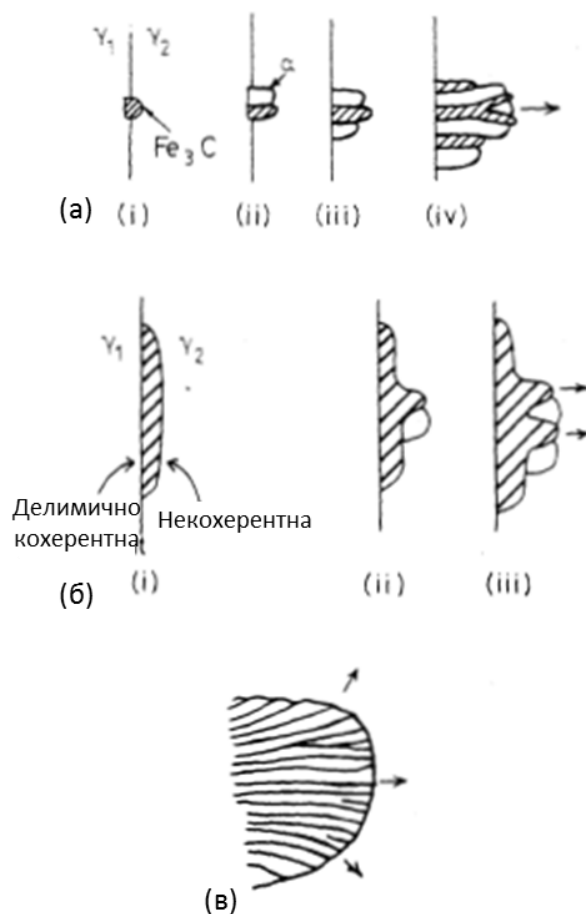 γ₁ γ₂
α
Fe₃C
(а) (i) (ii) (iii) (iv)
γ₁ γ₂
Делимично
кохерентна
Некохерентна
(б) (i) (ii) (iii)
(в)